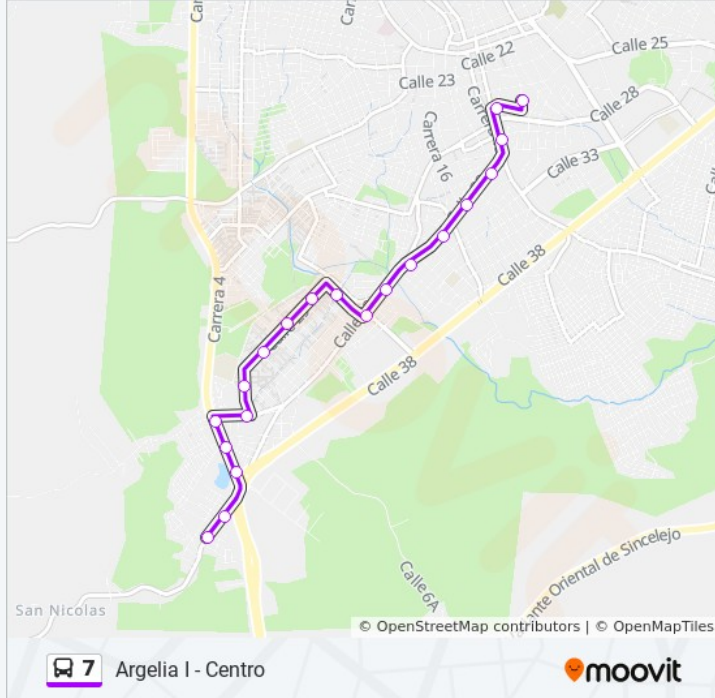 Calle 22
Calle 25
Calle 23
Calle 28
Carrera 16
Calle 33
Calle 38
Carrera 4
Calle
Calle 38
Calle 6A
ante Oriental de Sincelejo
San Nicolas
© OpenStreetMap contributors | © OpenMapTiles
7 Argelia I - Centro
moovit